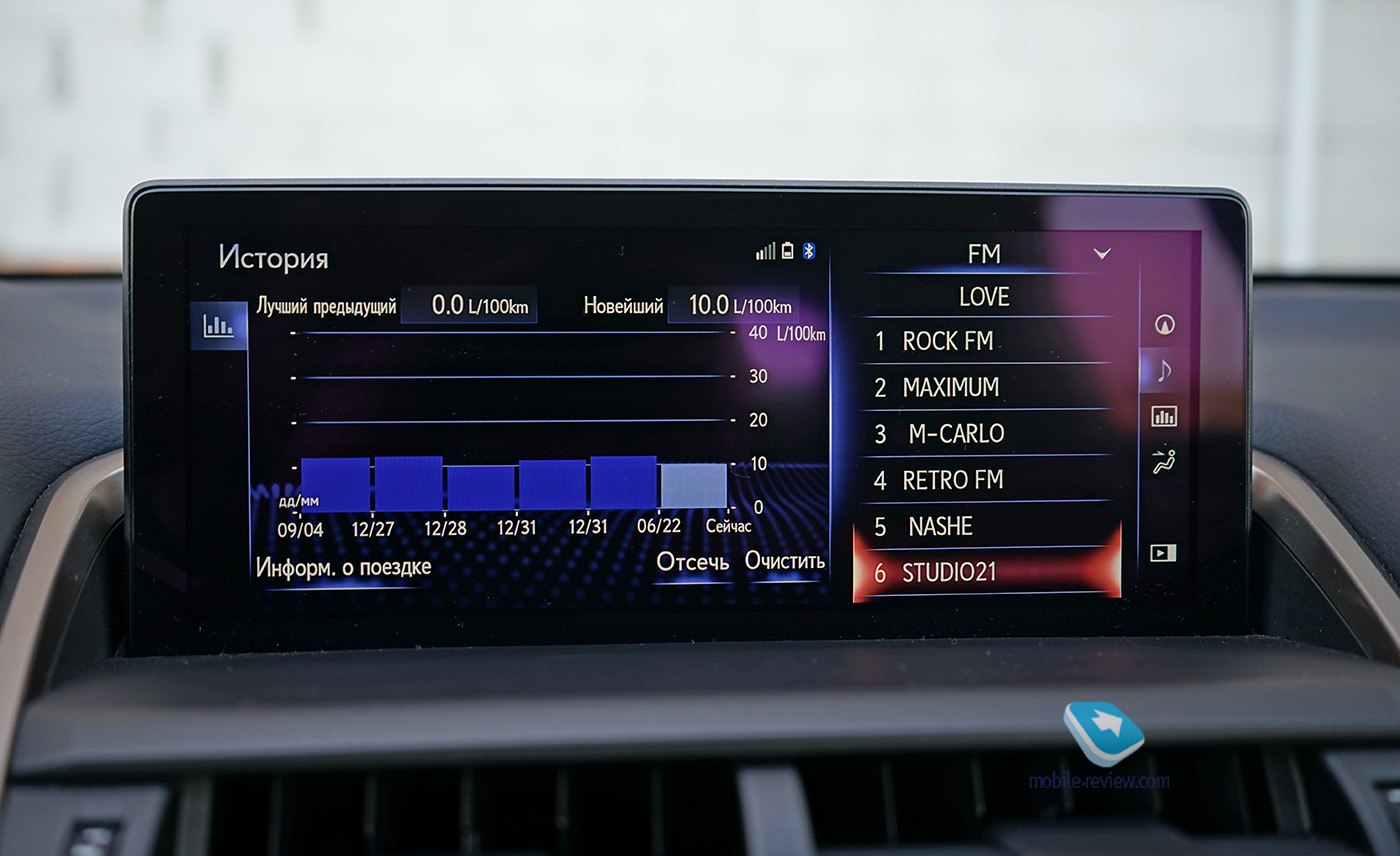 История
Лучший предыдущий 0.0 L/100km Новейший 10.0 L/100km
40 L/100km
30
20
10
0
дд/мм
09/04 12/27 12/28 12/31 12/31 06/22 Сейчас
Информ. о поездке Отсечь Очистить
FM
LOVE
1 ROCK FM
2 MAXIMUM
3 M-CARLO
4 RETRO FM
5 NASHE
6 STUDIO21
mobile-review.com